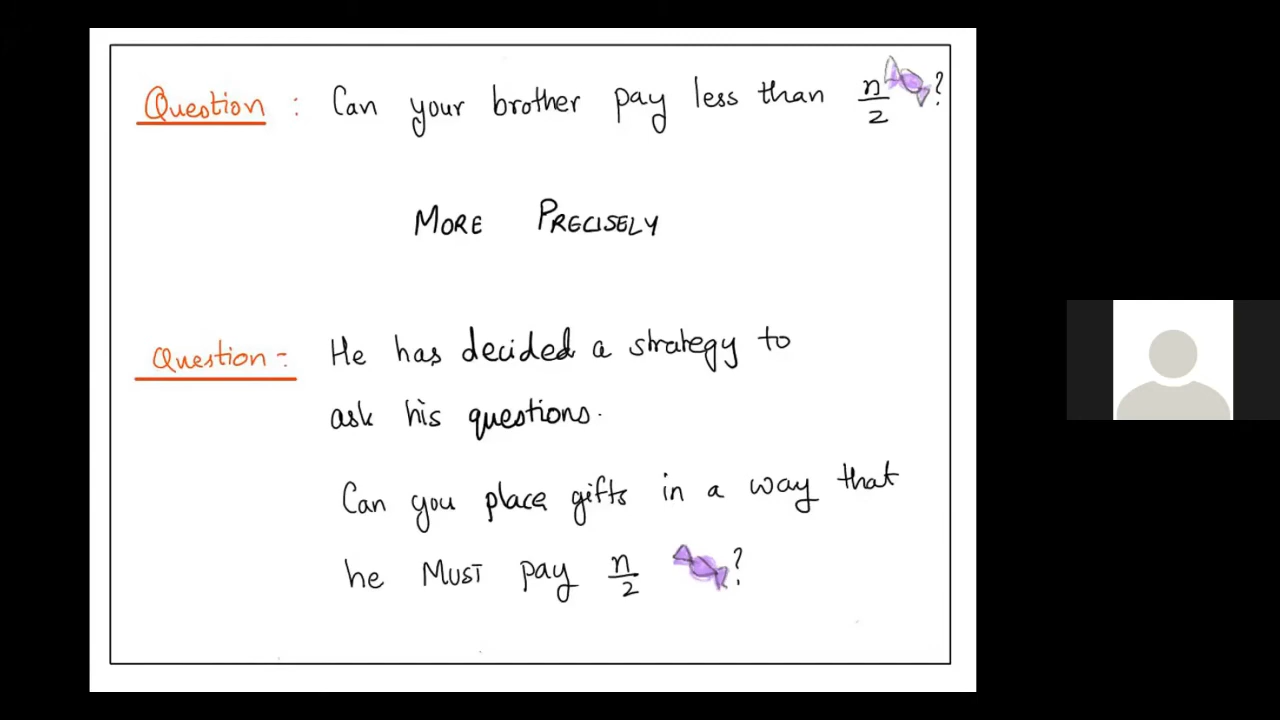 Question : Can your brother pay less than n/2 ?
MORE PRECISELY
Question :- He has decided a strategy to
ask his questions.
Can you place gifts in a way that
he MUST pay n/2 ?